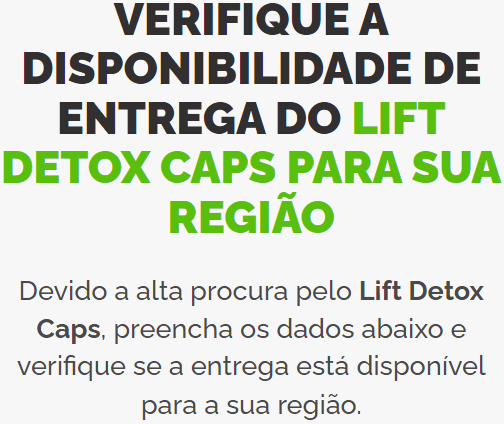 VERIFIQUE A
DISPONIBILIDADE DE
ENTREGA DO LIFT
DETOX CAPS PARA SUA
REGIÃO
Devido a alta procura pelo Lift Detox
Caps, preencha os dados abaixo e
verifique se a entrega está disponível
para a sua região.